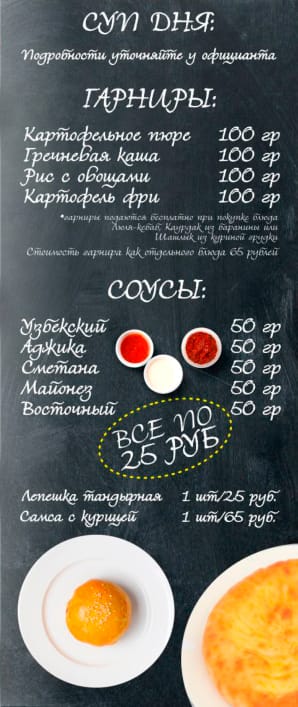 СУП ДНЯ:
Подробности уточняйте у официанта
ГАРНИРЫ:
Картофельное пюре 100 гр
Гречневая каша 100 гр
Рис с овощами 100 гр
Картофель фри 100 гр
*гарниры подаются бесплатно при покупке блюда
Люля-кебаб, Каурдак из баранины или
Шашлык из куриной грудки
Стоимость гарнира как отдельного блюда 65 рублей
СОУСЫ:
Узбекский 50 гр
Аджика 50 гр
Сметана 50 гр
Майонез 50 гр
Восточный 50 гр
ВСЕ ПО
25 РУБ
Лепешка тандырная 1 шт/25 руб.
Самса с курицей 1 шт/65 руб.